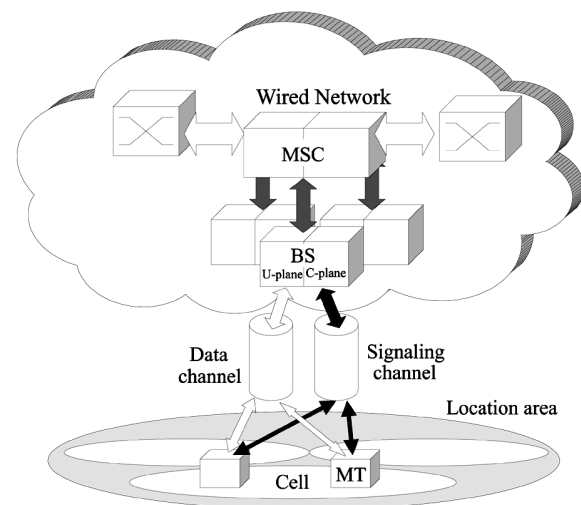 Wired Network
MSC
BS
U-plane C-plane
Data
channel
Signaling
channel
Location area
Cell
MT